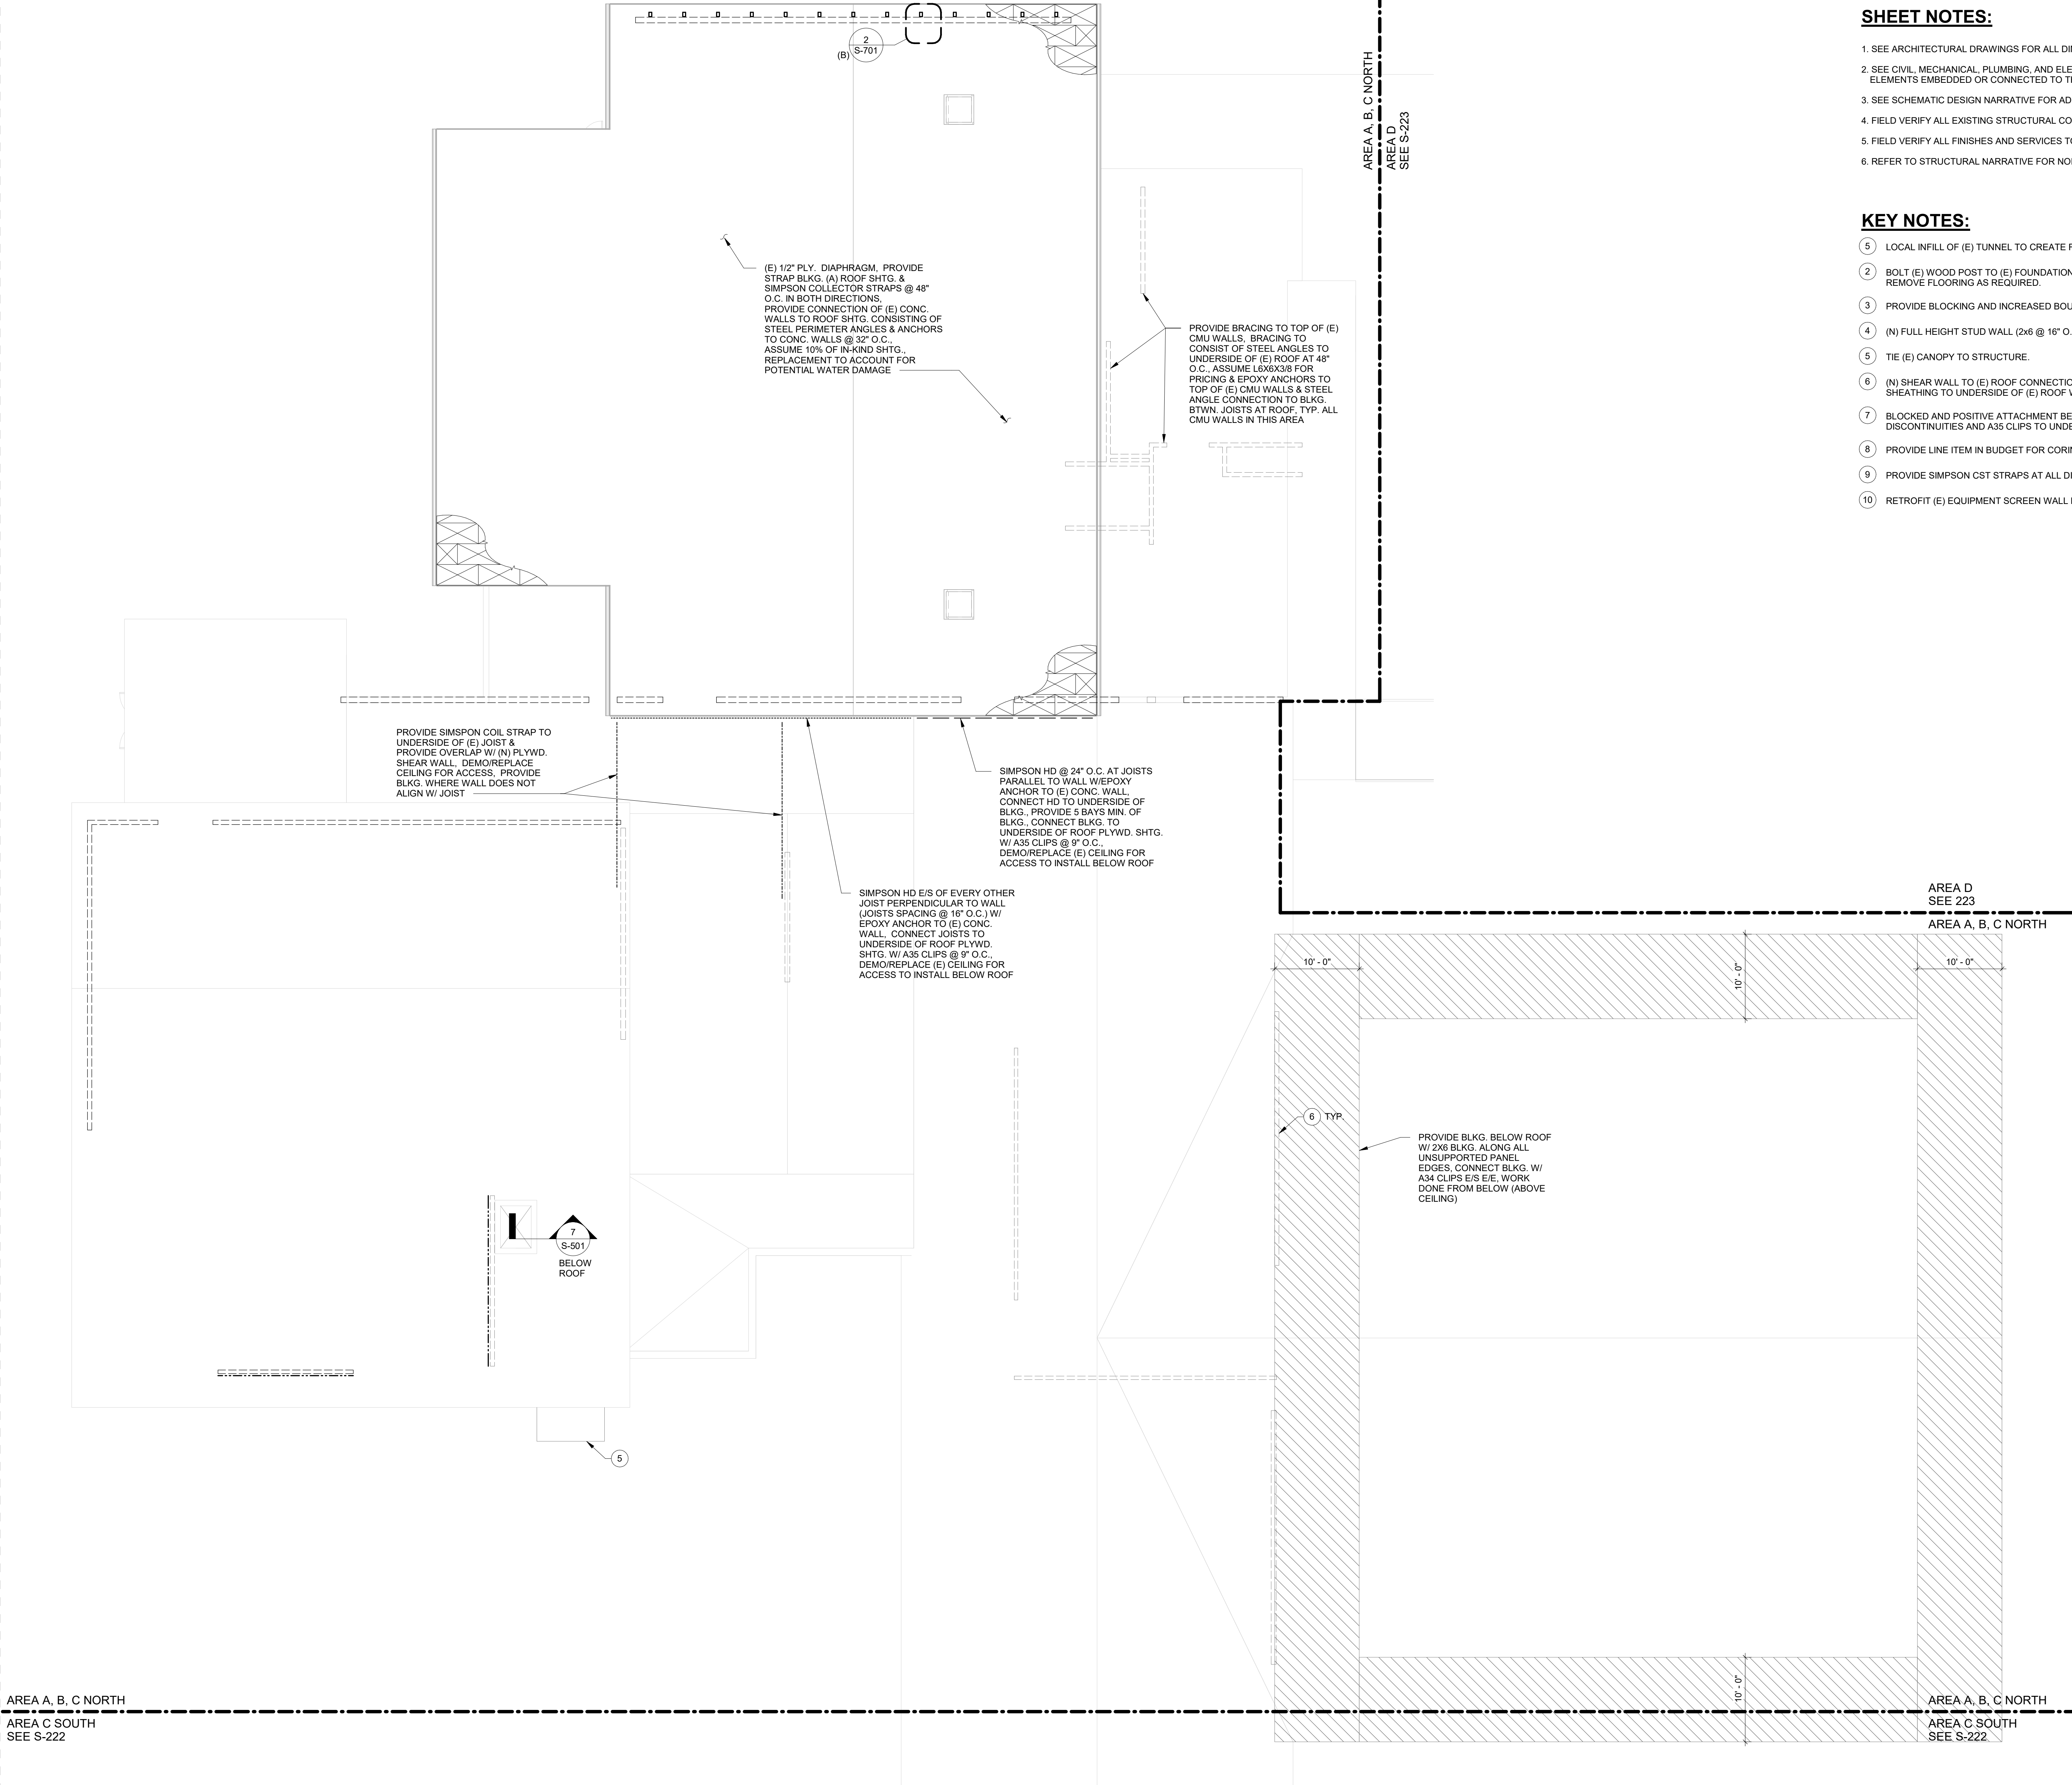 2
S-701
(B)
AREA A, B, C NORTH
AREA D
SEE S-223
(E) 1/2" PLY.  DIAPHRAGM,  PROVIDE
STRAP BLKG. (A) ROOF SHTG. &
SIMPSON COLLECTOR STRAPS @ 48"
O.C. IN BOTH DIRECTIONS,
PROVIDE CONNECTION OF (E) CONC.
WALLS TO ROOF SHTG. CONSISTING OF
STEEL PERIMETER ANGLES & ANCHORS
TO CONC. WALLS @ 32" O.C.,
ASSUME 10% OF IN-KIND SHTG.,
REPLACEMENT TO ACCOUNT FOR
POTENTIAL WATER DAMAGE
PROVIDE BRACING TO TOP OF (E)
CMU WALLS,  BRACING TO
CONSIST OF STEEL ANGLES TO
UNDERSIDE OF (E) ROOF AT 48"
O.C., ASSUME L6X6X3/8 FOR
PRICING & EPOXY ANCHORS TO
TOP OF (E) CMU WALLS & STEEL
ANGLE CONNECTION TO BLKG.
BTWN. JOISTS AT ROOF, TYP. ALL
CMU WALLS IN THIS AREA
PROVIDE SIMSPON COIL STRAP TO
UNDERSIDE OF (E) JOIST &
PROVIDE OVERLAP W/ (N) PLYWD.
SHEAR WALL,  DEMO/REPLACE
CEILING FOR ACCESS,  PROVIDE
BLKG. WHERE WALL DOES NOT
ALIGN W/ JOIST
SIMPSON HD @ 24" O.C. AT JOISTS
PARALLEL TO WALL W/EPOXY
ANCHOR TO (E) CONC. WALL,
CONNECT HD TO UNDERSIDE OF
BLKG., PROVIDE 5 BAYS MIN. OF
BLKG., CONNECT BLKG. TO
UNDERSIDE OF ROOF PLYWD. SHTG.
W/ A35 CLIPS @ 9" O.C.,
DEMO/REPLACE (E) CEILING FOR
ACCESS TO INSTALL BELOW ROOF
SIMPSON HD E/S OF EVERY OTHER
JOIST PERPENDICULAR TO WALL
(JOISTS SPACING @ 16" O.C.) W/
EPOXY ANCHOR TO (E) CONC.
WALL,  CONNECT JOISTS TO
UNDERSIDE OF ROOF PLYWD.
SHTG. W/ A35 CLIPS @ 9" O.C.,
DEMO/REPLACE (E) CEILING FOR
ACCESS TO INSTALL BELOW ROOF
AREA D
SEE 223
AREA A, B, C NORTH
10' - 0"
10' - 0"
10' - 0"
6 TYP.
PROVIDE BLKG. BELOW ROOF
W/ 2X6 BLKG. ALONG ALL
UNSUPPORTED PANEL
EDGES, CONNECT BLKG. W/
A34 CLIPS E/S E/E, WORK
DONE FROM BELOW (ABOVE
CEILING)
7
S-501
BELOW
ROOF
5
10' - 0"
AREA A, B, C NORTH
AREA C SOUTH
SEE S-222
AREA A, B, C NORTH
AREA C SOUTH
SEE S-222
SHEET NOTES:
1. SEE ARCHITECTURAL DRAWINGS FOR ALL
2. SEE CIVIL, MECHANICAL, PLUMBING, AND
ELEMENTS EMBEDDED OR CONNECTED TO
3. SEE SCHEMATIC DESIGN NARRATIVE FOR
4. FIELD VERIFY ALL EXISTING STRUCTURAL
5. FIELD VERIFY ALL FINISHES AND SERVICES
6. REFER TO STRUCTURAL NARRATIVE FOR
KEY NOTES:
5 LOCAL INFILL OF (E) TUNNEL TO CREATE
2 BOLT (E) WOOD POST TO (E) FOUNDATION
REMOVE FLOORING AS REQUIRED.
3 PROVIDE BLOCKING AND INCREASED
4 (N) FULL HEIGHT STUD WALL (2x6 @ 16"
5 TIE (E) CANOPY TO STRUCTURE.
6 (N) SHEAR WALL TO (E) ROOF
SHEATHING TO UNDERSIDE OF (E) ROOF
7 BLOCKED AND POSITIVE ATTACHMENT
DISCONTINUITIES AND A35 CLIPS TO
8 PROVIDE LINE ITEM IN BUDGET FOR
9 PROVIDE SIMPSON CST STRAPS AT ALL
10 RETROFIT (E) EQUIPMENT SCREEN WALL